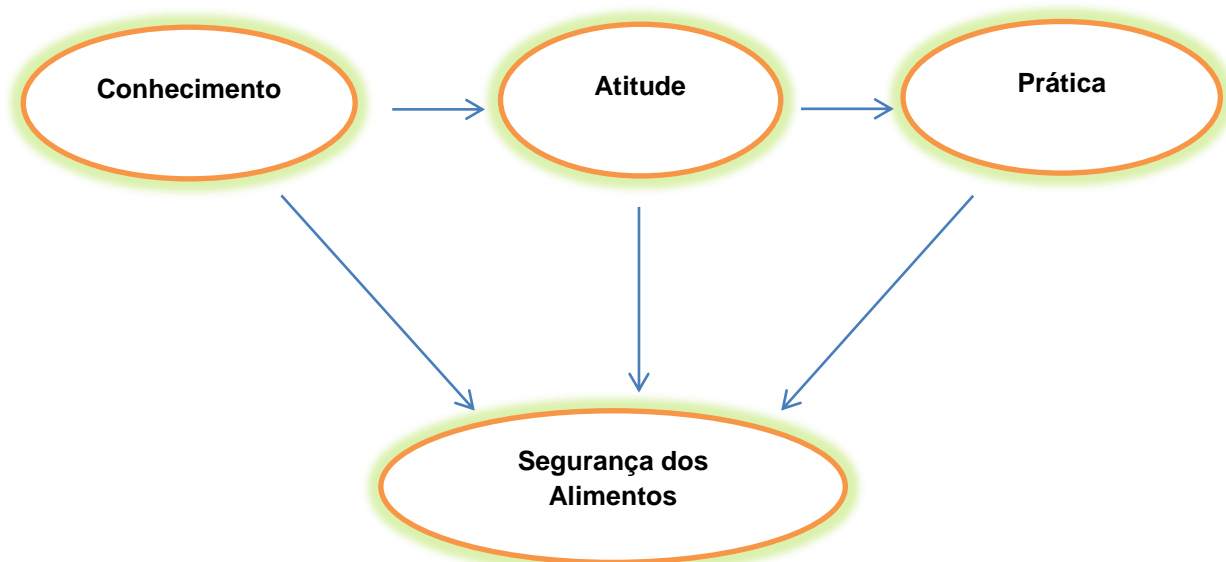 Conhecimento
Atitude
Prática
Segurança dos
Alimentos